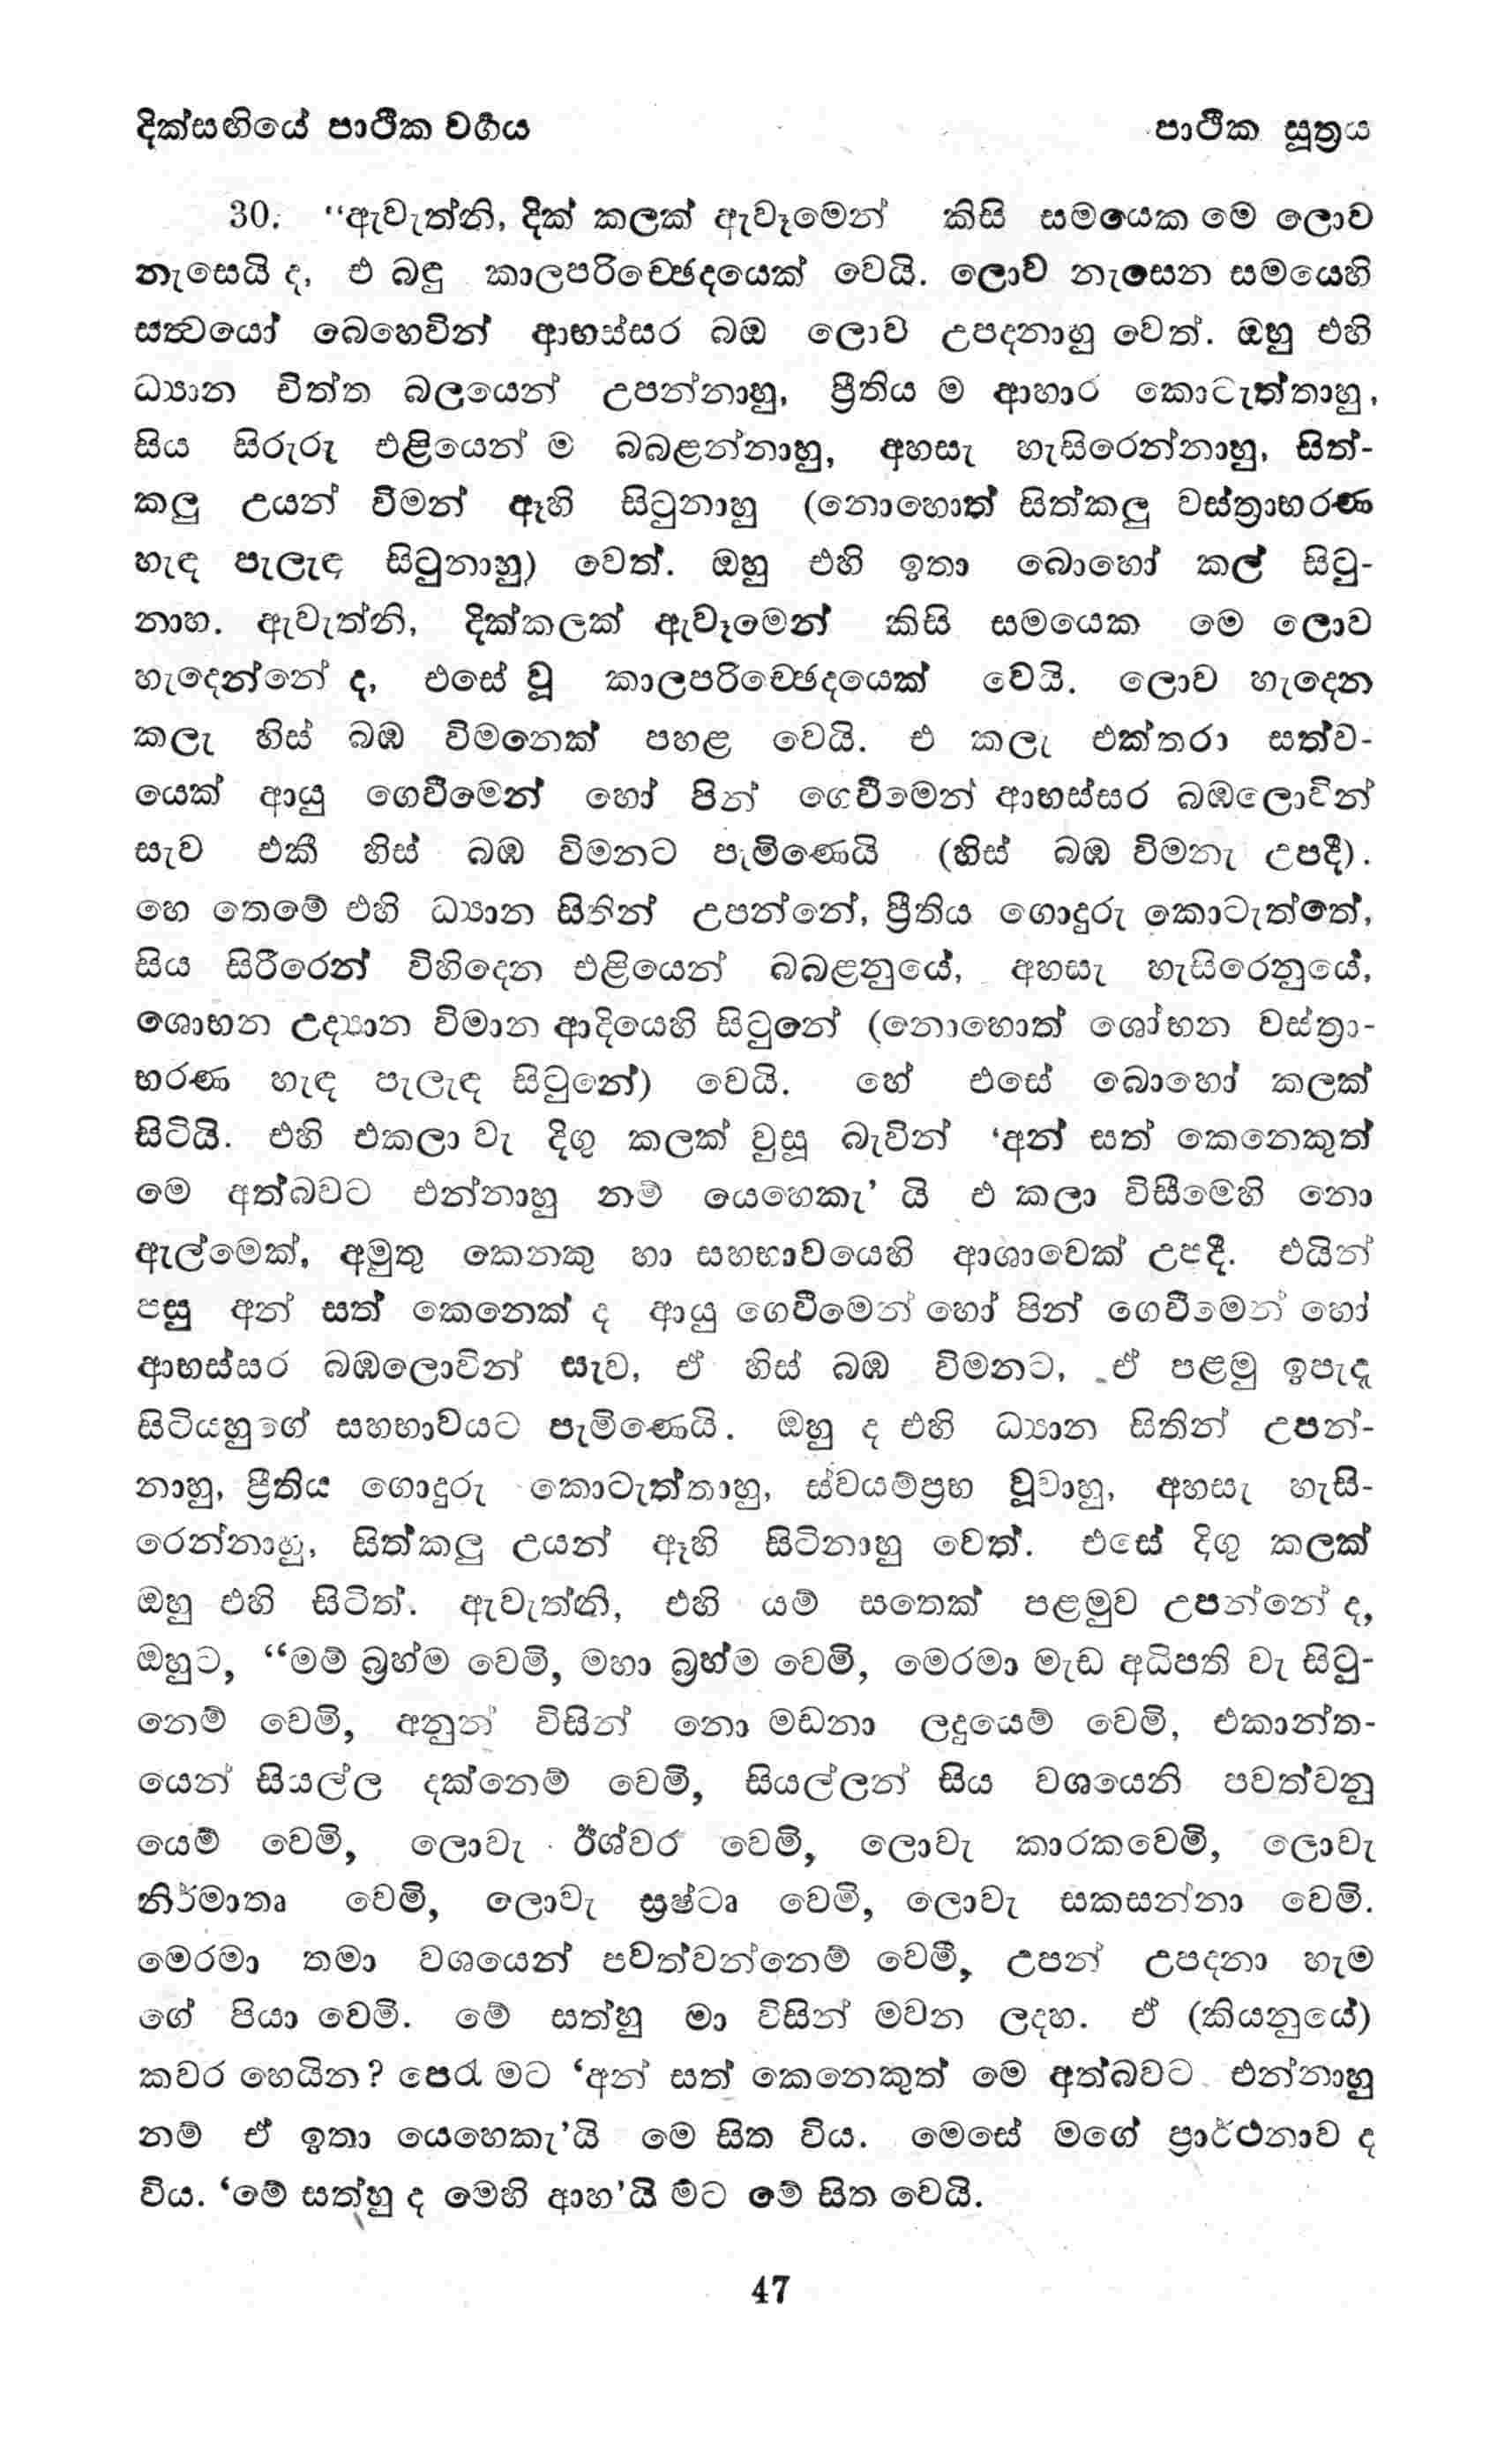 දික්සඟියේ පාථික වර්‍ගය පාථික සූත්‍රය
30. “ඇවැත්නි, දික් කලක් ඇවෑමෙන් කිසි සමයෙක මෙ ලොව
නැසෙයි ද, එ බඳු කාලපරිච්ඡෙදයෙක් වෙයි. ලොව නැසෙන සමයෙහි
සත්‍වයෝ බෙහෙවින් ආභස්සර බඹ ලොව උපදනාහු වෙත්. ඔහු එහි
ධ්‍යාන චිත්ත බලයෙන් උපන්නාහු, ප්‍රීතිය ම ආහාර කොටැත්තාහු,
සිය සිරුරු එළියෙන් ම බබළන්නාහු, අහසැ හැසිරෙන්නාහු, සිත්-
කලු උයන් විමන් ඈහි සිටුනාහු (නොහොත් සිත්කලු වස්ත්‍රාභරණ
හැඳ පැලැඳ සිටුනාහු) වෙත්. ඔහු එහි ඉතා බොහෝ කල් සිටු-
නාහ. ඇවැත්නි, දික්කලක් ඇවෑමෙන් කිසි සමයෙක මෙ ලොව
හැදෙන්නේ ද, එසේ වූ කාලපරිච්ඡෙදයෙක් වෙයි. ලොව හැදෙන
කලැ හිස් බඹ විමනෙක් පහළ වෙයි. එ කලැ එක්තරා සත්ව-
යෙක් ආයු ගෙවීමෙන් හෝ පින් ගෙවීමෙන් ආභස්සර බඹලොවින්
සැව එකී හිස් බඹ විමනට පැමිණෙයි (හිස් බඹ විමනැ උපදී).
හෙ තෙමේ එහි ධ්‍යාන සිතින් උපන්නේ, ප්‍රීතිය ගොදුරු කොටැත්තේ,
සිය සිරීරෙන් විහිදෙන එළියෙන් බබළනුයේ, අහසැ හැසිරෙනුයේ,
ශොභන උද්‍යාන විමාන ආදියෙහි සිටුනේ (නොහොත් ශෝභන වස්ත්‍රා-
භරණ හැඳ පැලැඳ සිටුනේ) වෙයි. හේ එසේ බොහෝ කලක්
සිටියි. එහි එකලා වැ දිගු කලක් වුසූ බැවින් ‘අන් සත් කෙනෙකුත්
මෙ අත්බවට එන්නාහු නම් යෙහෙකැ’ යි එ කලා විසීමෙහි නො
ඇල්මෙක්, අමුතු කෙනකු හා සහභාවයෙහි ආශාවෙක් උපදී. එයින්
පසු අන් සත් කෙනෙක් ද ආයු ගෙවීමෙන් හෝ පින් ගෙවීමෙන් හෝ
ආභස්සර බඹලොවින් සැව, ඒ හිස් බඹ විමනට, ඒ පළමු ඉපැදෑ
සිටියහුගේ සහභාවයට පැමිණෙයි. ඔහු ද එහි ධ්‍යාන සිතින් උපන්-
නාහු, ප්‍රීතිය ගොදුරු කොටැත්තාහු, ස්වයම්ප්‍රභ වූවාහු, අහසැ හැසි-
රෙන්නාහු, සිත්කලු උයන් ඈහි සිටිනාහු වෙත්. එසේ දිගු කලක්
ඔහු එහි සිටිත්. ඇවැත්නි, එහි යම් සතෙක් පළමුව උපන්නේ ද,
ඔහුට, “මම් බ්‍රහ්ම වෙමි, මහා බ්‍රහ්ම වෙමි, මෙරමා මැඩ අධිපති වැ සිටු-
නෙම් වෙමි, අනුන් විසින් නො මඩනා ලදුයෙම් වෙමි, එකාන්ත-
යෙන් සියල්ල දක්නෙම් වෙමි, සියල්ලන් සිය වශයෙනි පවත්වනු
යෙම් වෙමි, ලොවැ ඊශ්වර වෙමි, ලොවැ කාරකවෙමි, ලොවැ
නිර්මාතෘ වෙමි, ලොවැ ස්‍රෂ්ටෘ වෙමි, ලොවැ සකසන්නා වෙමි.
මෙරමා තමා වශයෙන් පවත්වන්නෙම් වෙමි, උපන් උපදනා හැම
ගේ පියා වෙමි. මේ සත්හු මා විසින් මවන ලදහ. ඒ (කියනුයේ)
කවර හෙයින? පෙරැ මට ‘අන් සත් කෙනෙකුත් මෙ අත්බවට එන්නාහු
නම් ඒ ඉතා යෙහෙකැ’යි මෙ සිත විය. මෙසේ මගේ ප්‍රාර්ථනාව ද
විය. ‘මේ සත්හු ද මෙහි ආහ’යි මට මේ සිත වෙයි.
47